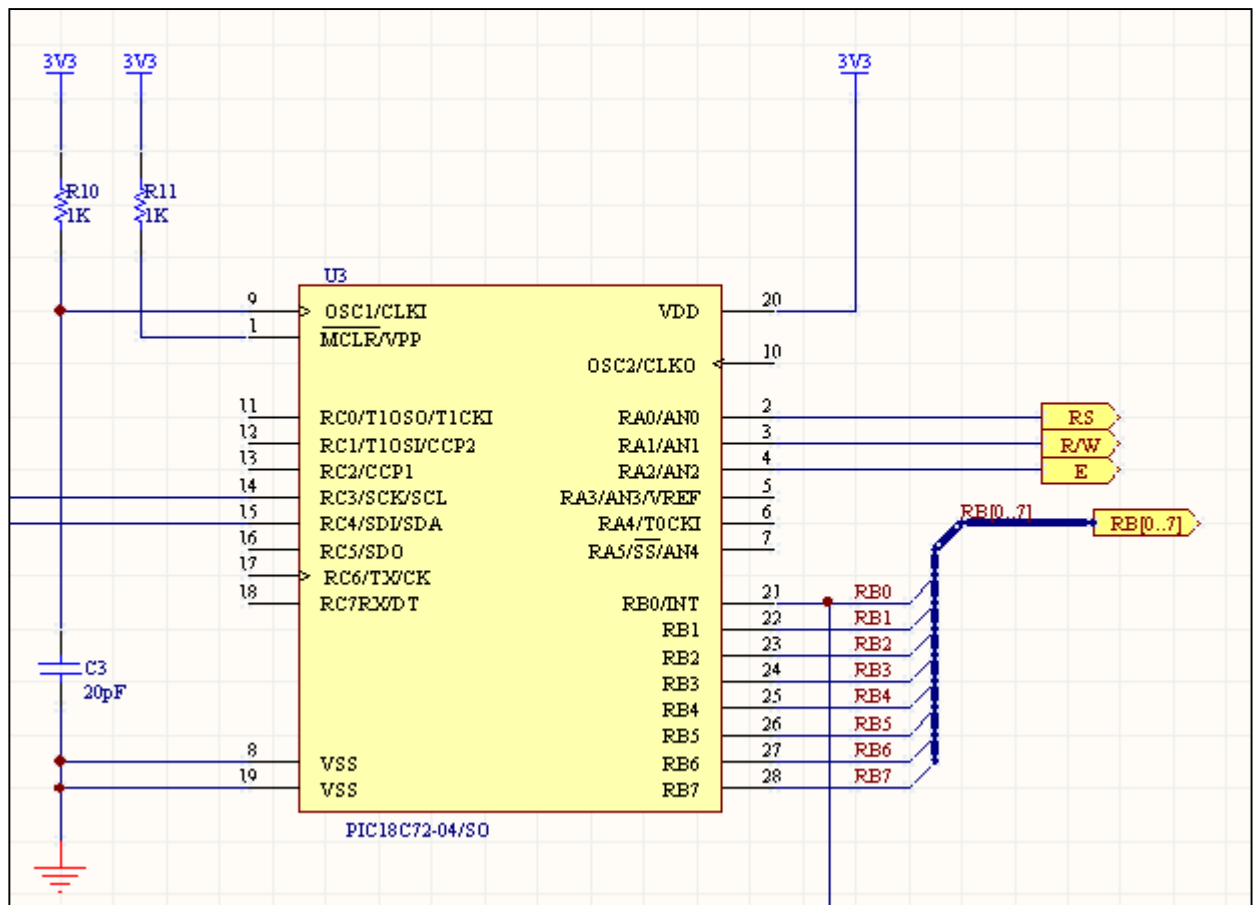 3V3
3V3
3V3
R10
1K
R11
1K
U3
9
OSC1/CLKI
1
MCLR/VPP
VDD
20
OSC2/CLKO
10
11
RC0/T1OSO/T1CKI
12
RC1/T1OSI/CCP2
13
RC2/CCP1
14
RC3/SCK/SCL
15
RC4/SDI/SDA
16
RC5/SDO
17
RC6/TX/CK
18
RC7RX/DT
RA0/AN0
2
RS
RA1/AN1
3
R/W
RA2/AN2
4
E
RA3/AN3/VREF
5
RA4/T0CKI
6
RA5/SS/AN4
7
RB[0..7]
RB[0..7]
RB0/INT
21
RB0
RB1
22
RB1
RB2
23
RB2
RB3
24
RB3
RB4
25
RB4
RB5
26
RB5
RB6
27
RB6
RB7
28
RB7
C3
20pF
8
VSS
19
VSS
PIC18C72-04/SO